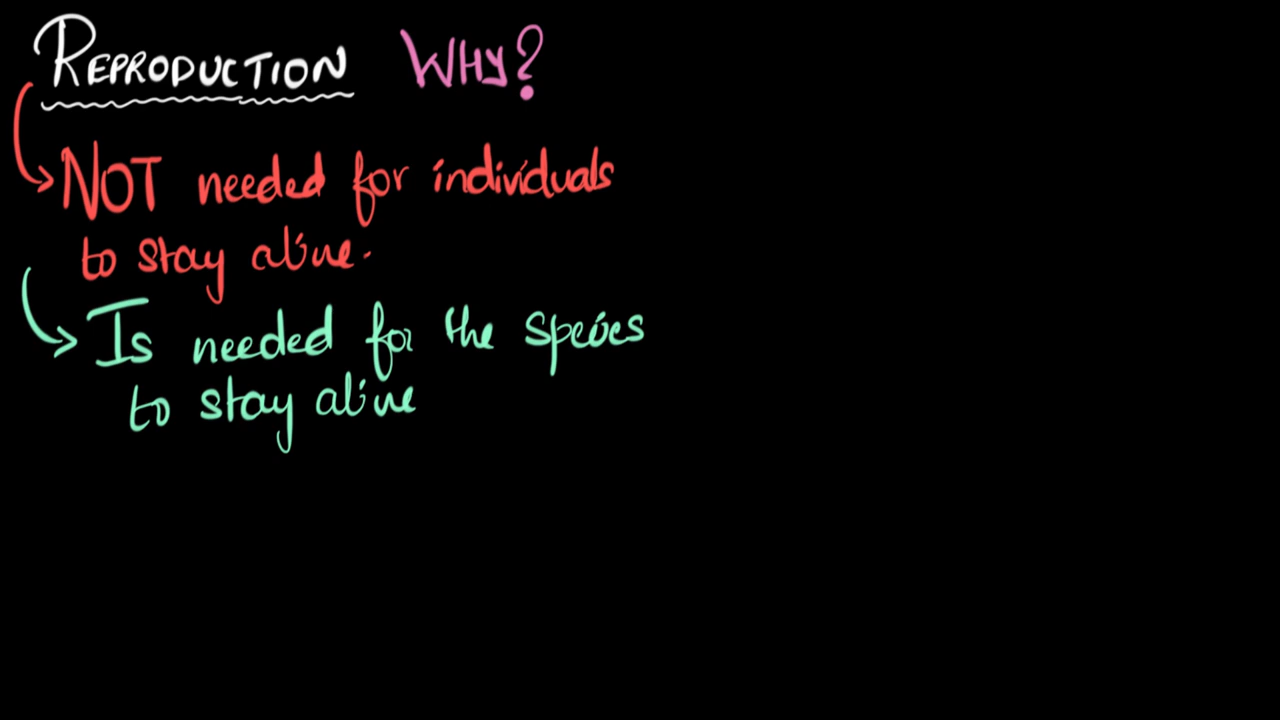 REPRODUCTION WHY?
NOT needed for individuals
to stay alive.
Is needed for the species
to stay alive